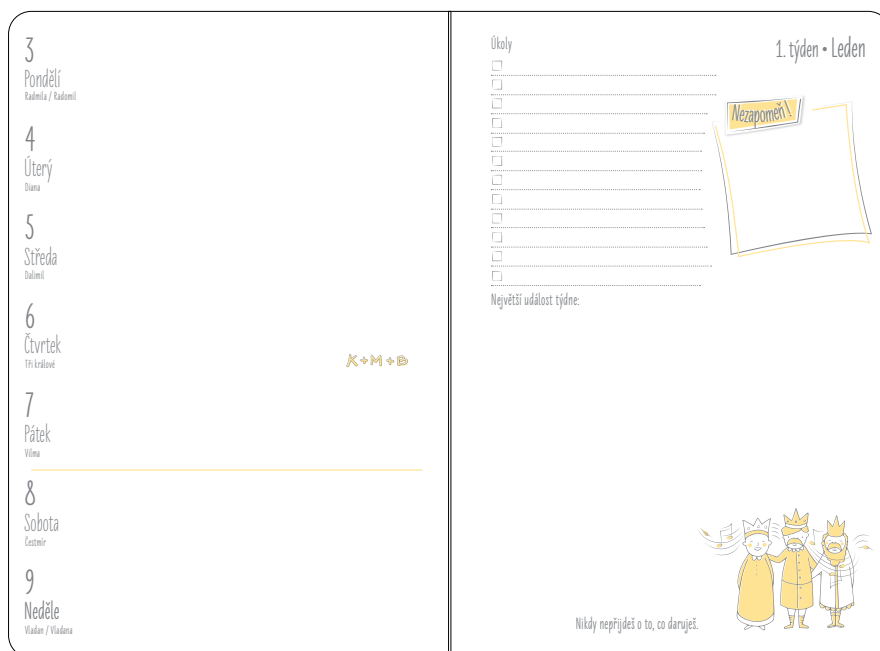 3
Pondělí
Radmila / Radomil
4
Úterý
Diana
5
Středa
Dalimil
6
Čtvrtek
Tři králové
K+M+B
7
Pátek
Vilma
8
Sobota
Čestmír
9
Neděle
Vladan / Vladana
Úkoly
1. týden • Leden
Nezapomeň!
Největší událost týdne:
Nikdy nepřijdeš o to, co daruješ.